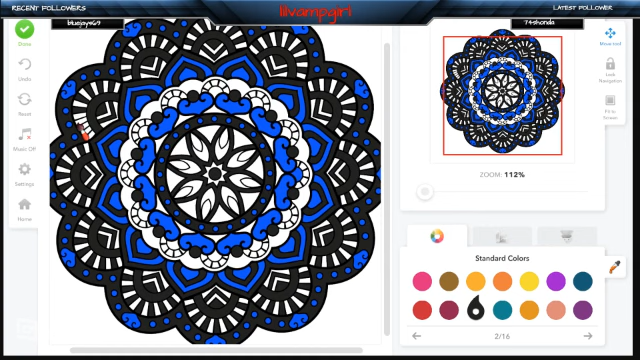 RECENT FOLLOWERS
lilvampgirl
LATEST FOLLOWER
bluejaye69
74shonda
Done
Undo
Reset
Music Off
Settings
Home
Move tool
Lock
Navigation
Fit to
Screen
ZOOM: 112%
Standard Colors
2/16